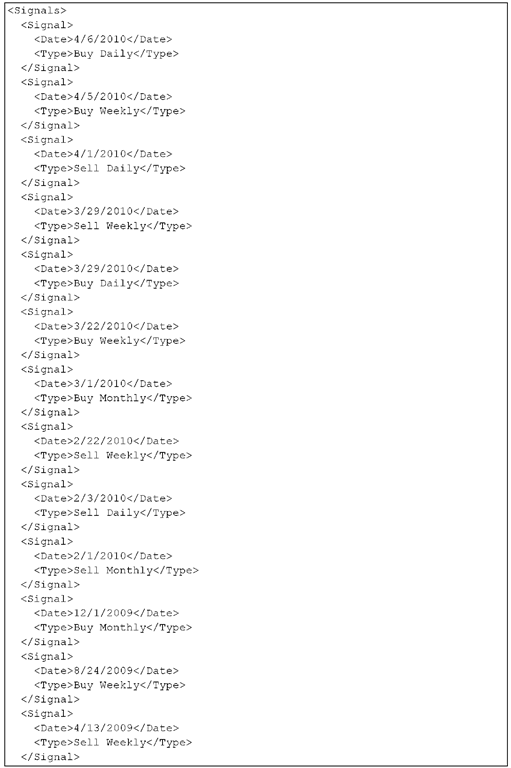 <Signals>
<Signal>
<Date>4/6/2010</Date>
<Type>Buy Daily</Type>
</Signal>
<Signal>
<Date>4/5/2010</Date>
<Type>Buy Weekly</Type>
</Signal>
<Signal>
<Date>4/1/2010</Date>
<Type>Sell Daily</Type>
</Signal>
<Signal>
<Date>3/29/2010</Date>
<Type>Sell Weekly</Type>
</Signal>
<Signal>
<Date>3/29/2010</Date>
<Type>Buy Daily</Type>
</Signal>
<Signal>
<Date>3/22/2010</Date>
<Type>Buy Weekly</Type>
</Signal>
<Signal>
<Date>3/1/2010</Date>
<Type>Buy Monthly</Type>
</Signal>
<Signal>
<Date>2/22/2010</Date>
<Type>Sell Weekly</Type>
</Signal>
<Signal>
<Date>2/3/2010</Date>
<Type>Sell Daily</Type>
</Signal>
<Signal>
<Date>2/1/2010</Date>
<Type>Sell Monthly</Type>
</Signal>
<Signal>
<Date>12/1/2009</Date>
<Type>Buy Monthly</Type>
</Signal>
<Signal>
<Date>8/24/2009</Date>
<Type>Buy Weekly</Type>
</Signal>
<Signal>
<Date>4/13/2009</Date>
<Type>Sell Weekly</Type>
</Signal>